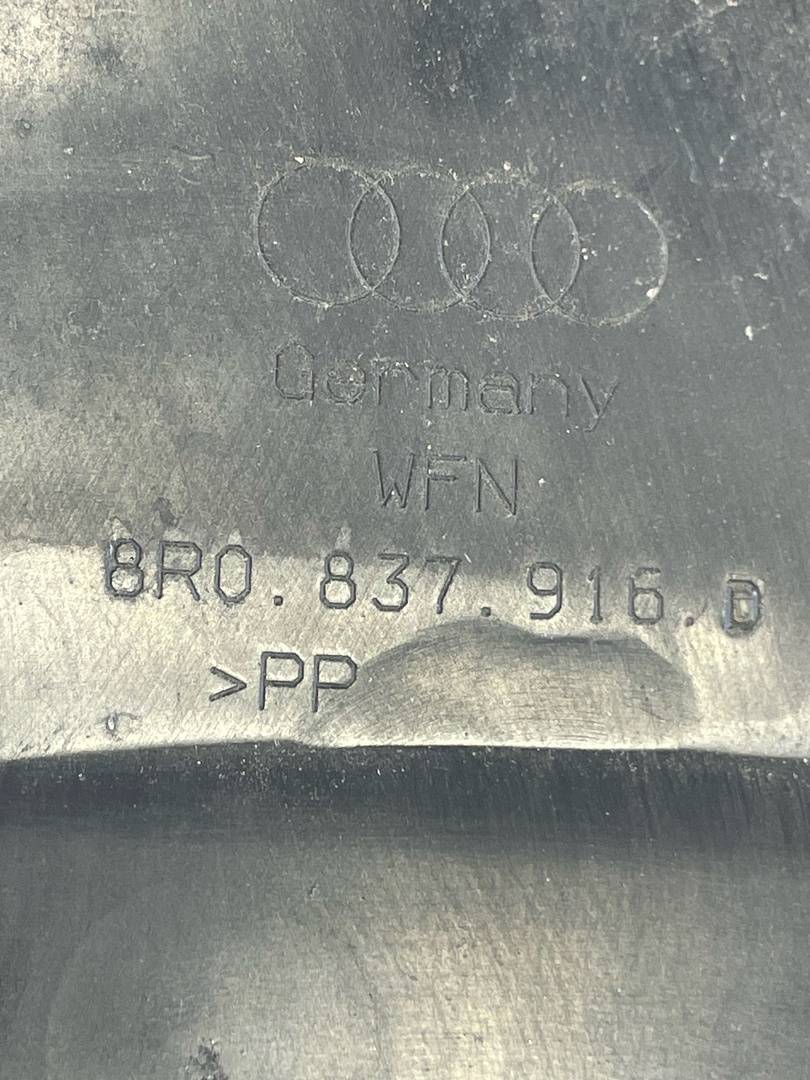 Germany
WFN
8R0.837.916.D
>PP